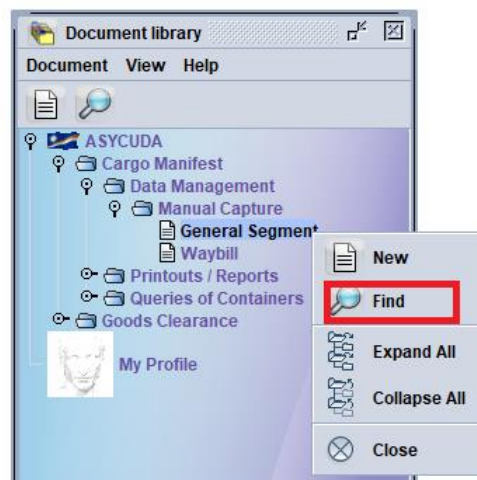 Document library
Document View Help
ASYCUDA
Cargo Manifest
Data Management
Manual Capture
General Segment
Waybill
Printouts / Reports
Queries of Containers
Goods Clearance
My Profile
New
Find
Expand All
Collapse All
Close